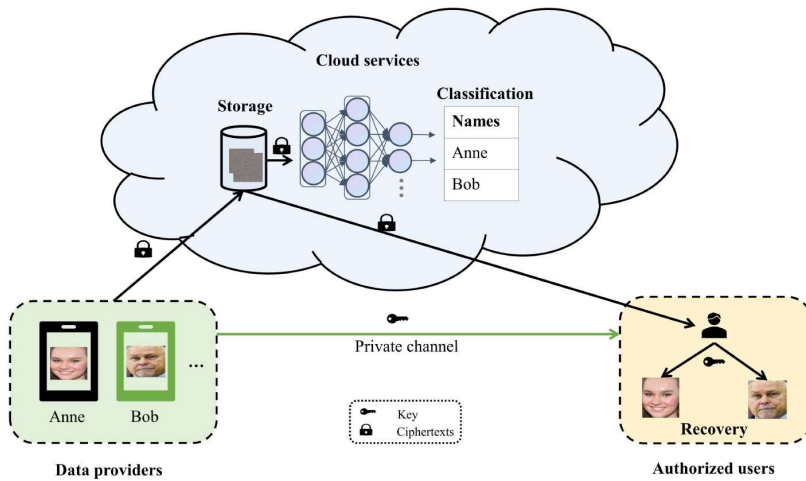 Cloud services
Storage
Classification
Names
Anne
Bob
Private channel
Anne
Bob
...
Key
Ciphertexts
Recovery
Data providers
Authorized users